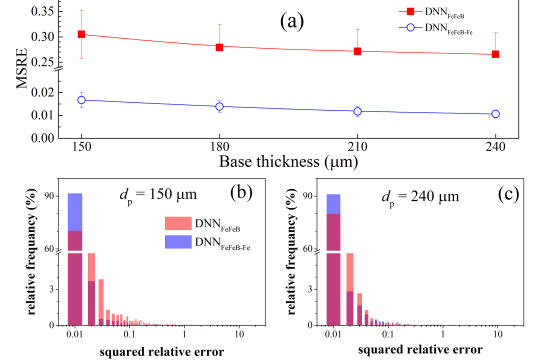 (a)
DNN_FeFeB
DNN_FeFeB-Fe
MSRE
0.35
0.30
0.25
0.02
0.01
0.00
150
180
210
240
Base thickness (μm)
(b)
d_p = 150 μm
DNN_FeFeB
DNN_FeFeB-Fe
relative frequancy (%)
90
60
3
0
0.01
0.1
1
10
squared relative error
(c)
d_p = 240 μm
relative frequancy (%)
90
60
3
0
0.01
0.1
1
10
squared relative error